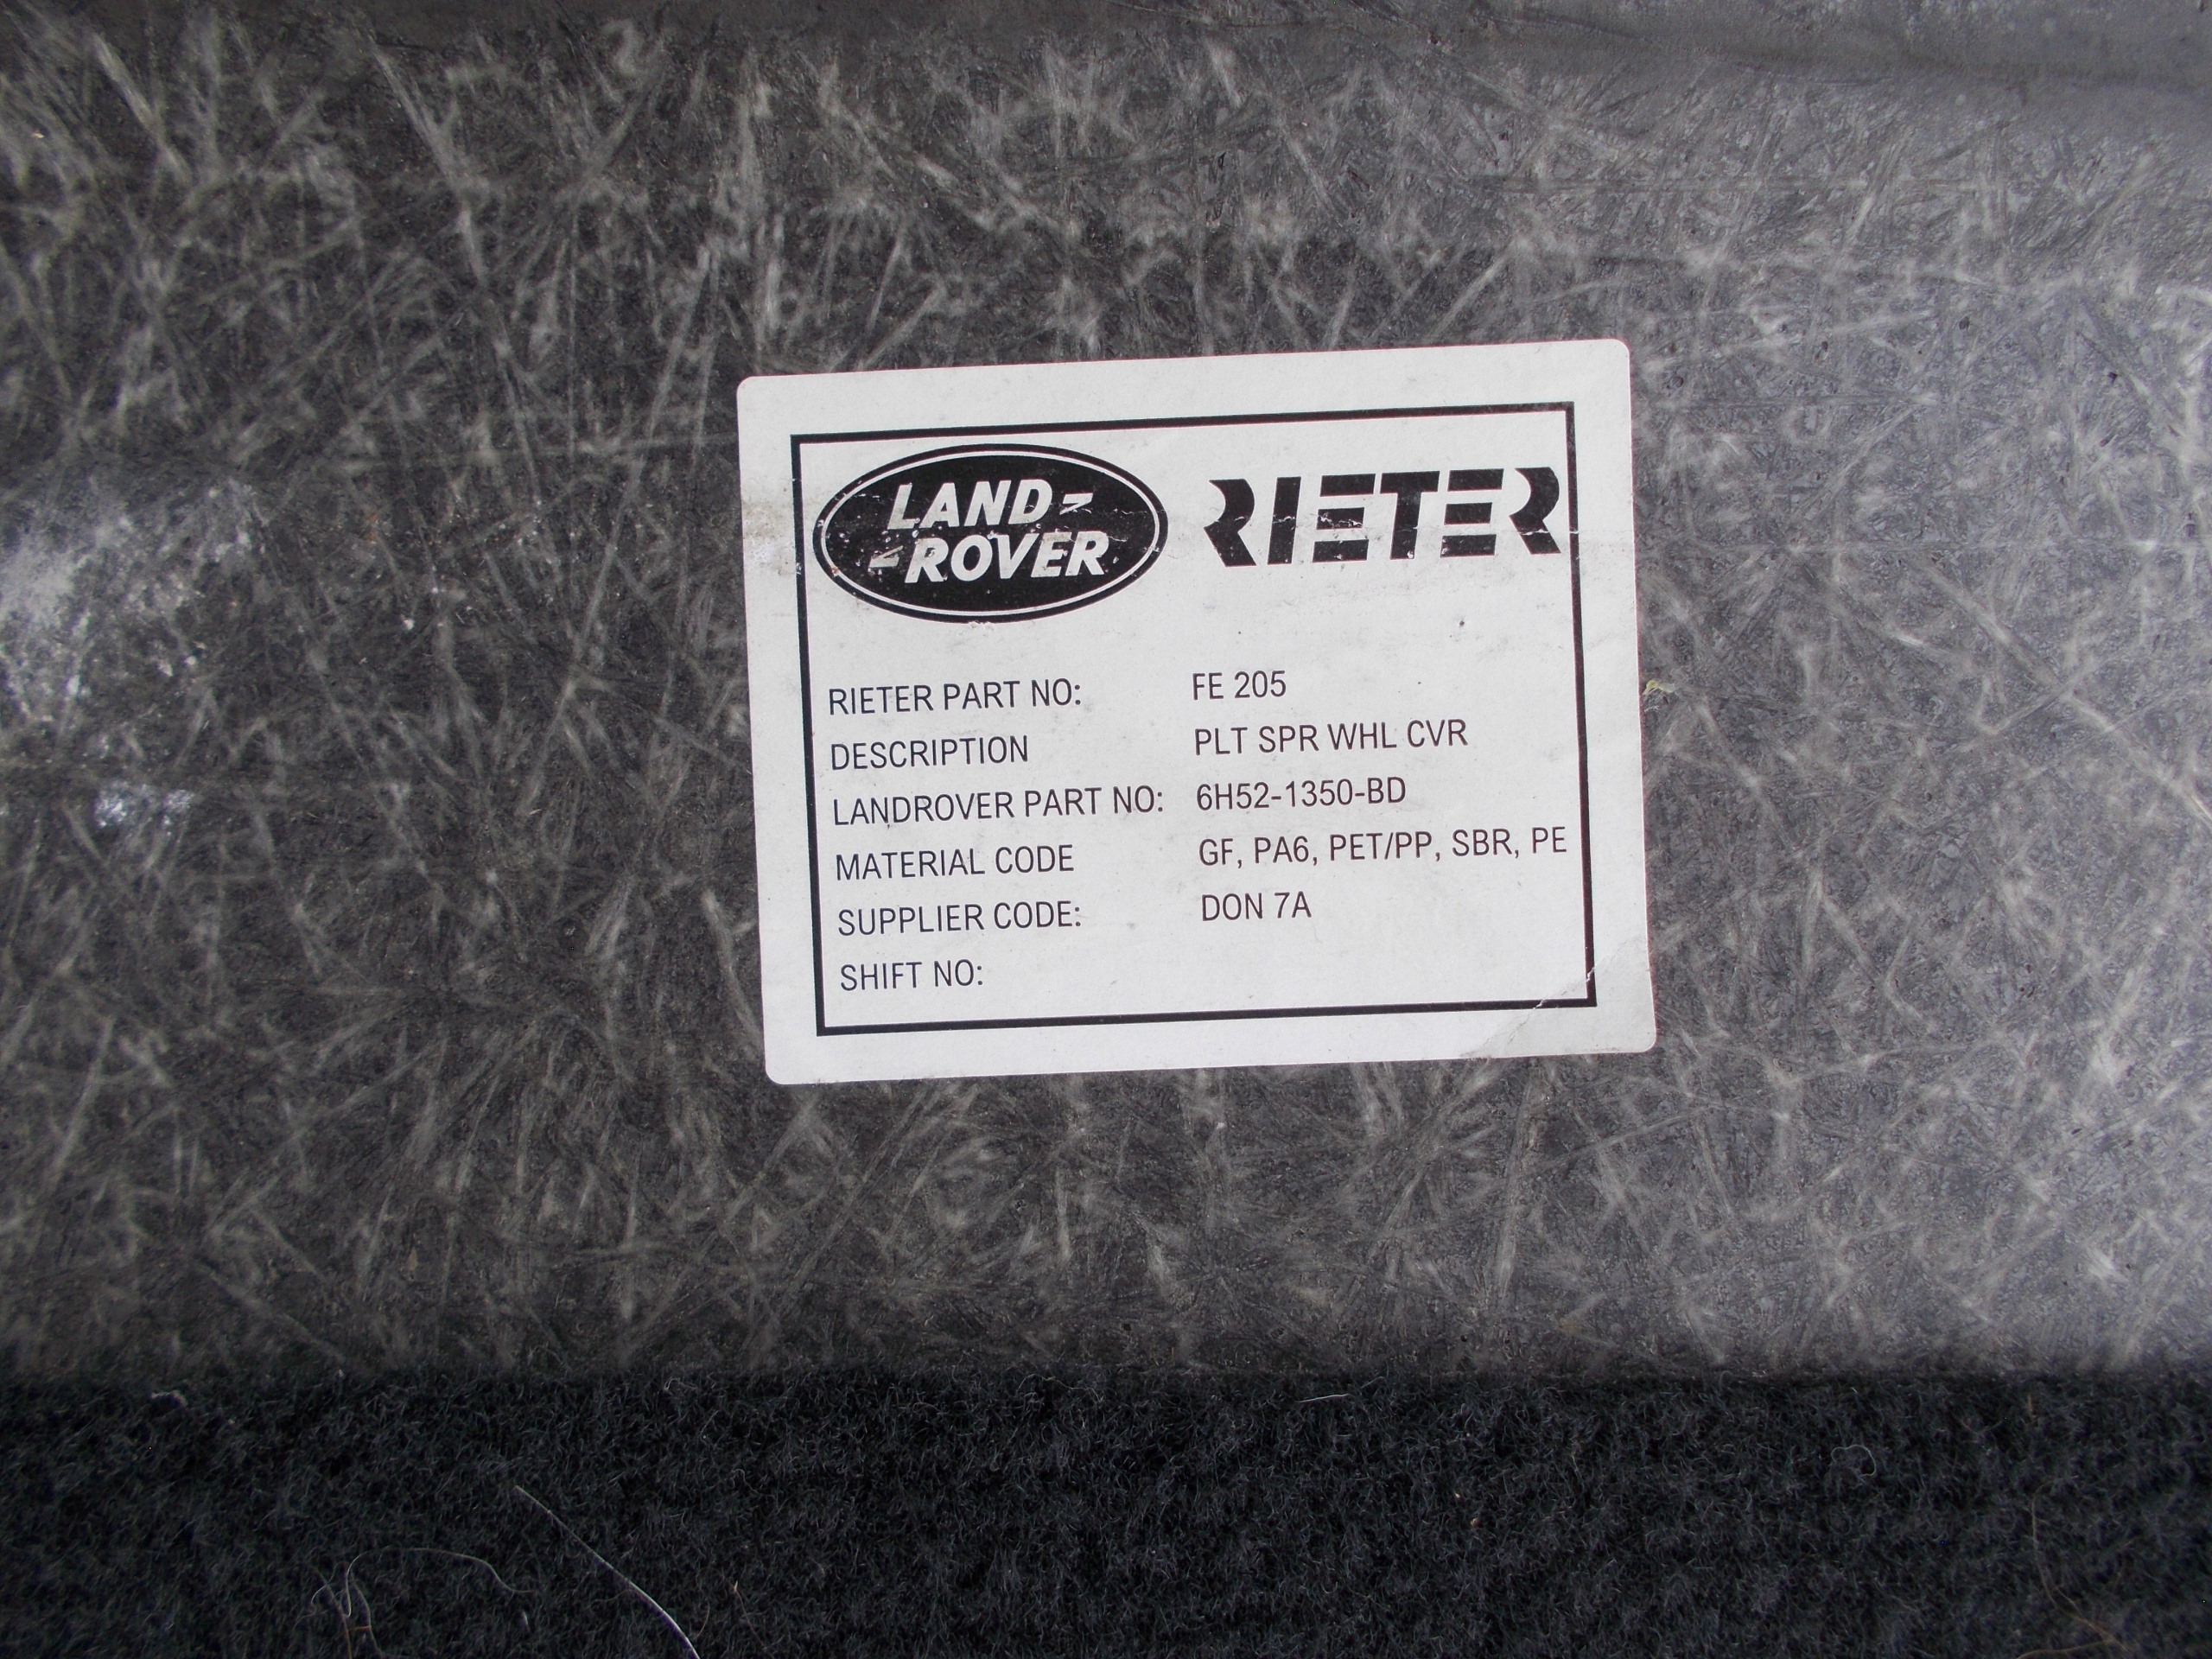 LAND-
-ROVER
RIETER
RIETER PART NO: FE 205
DESCRIPTION PLT SPR WHL CVR
LANDROVER PART NO: 6H52-1350-BD
MATERIAL CODE GF, PA6, PET/PP, SBR, PE
SUPPLIER CODE: DON 7A
SHIFT NO: